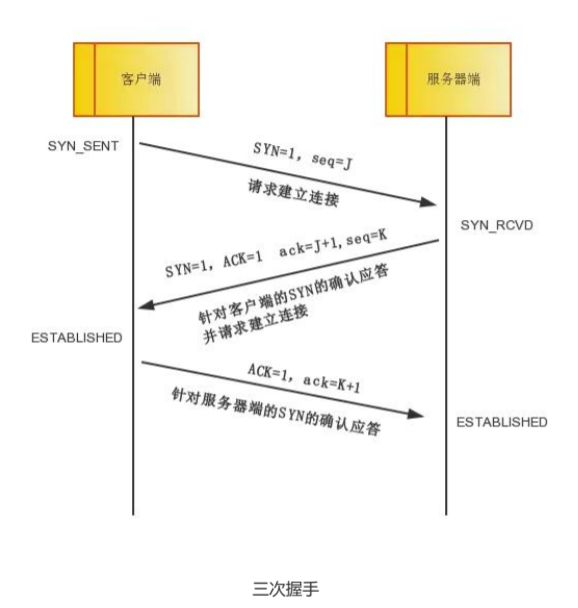 客户端
服务器端
SYN_SENT
SYN=1, seq=J
请求建立连接
SYN_RCVD
SYN=1, ACK=1 ack=J+1,seq=K
针对客户端的SYN的确认应答
并请求建立连接
ESTABLISHED
ACK=1, ack=K+1
针对服务器端的SYN的确认应答
ESTABLISHED
三次握手